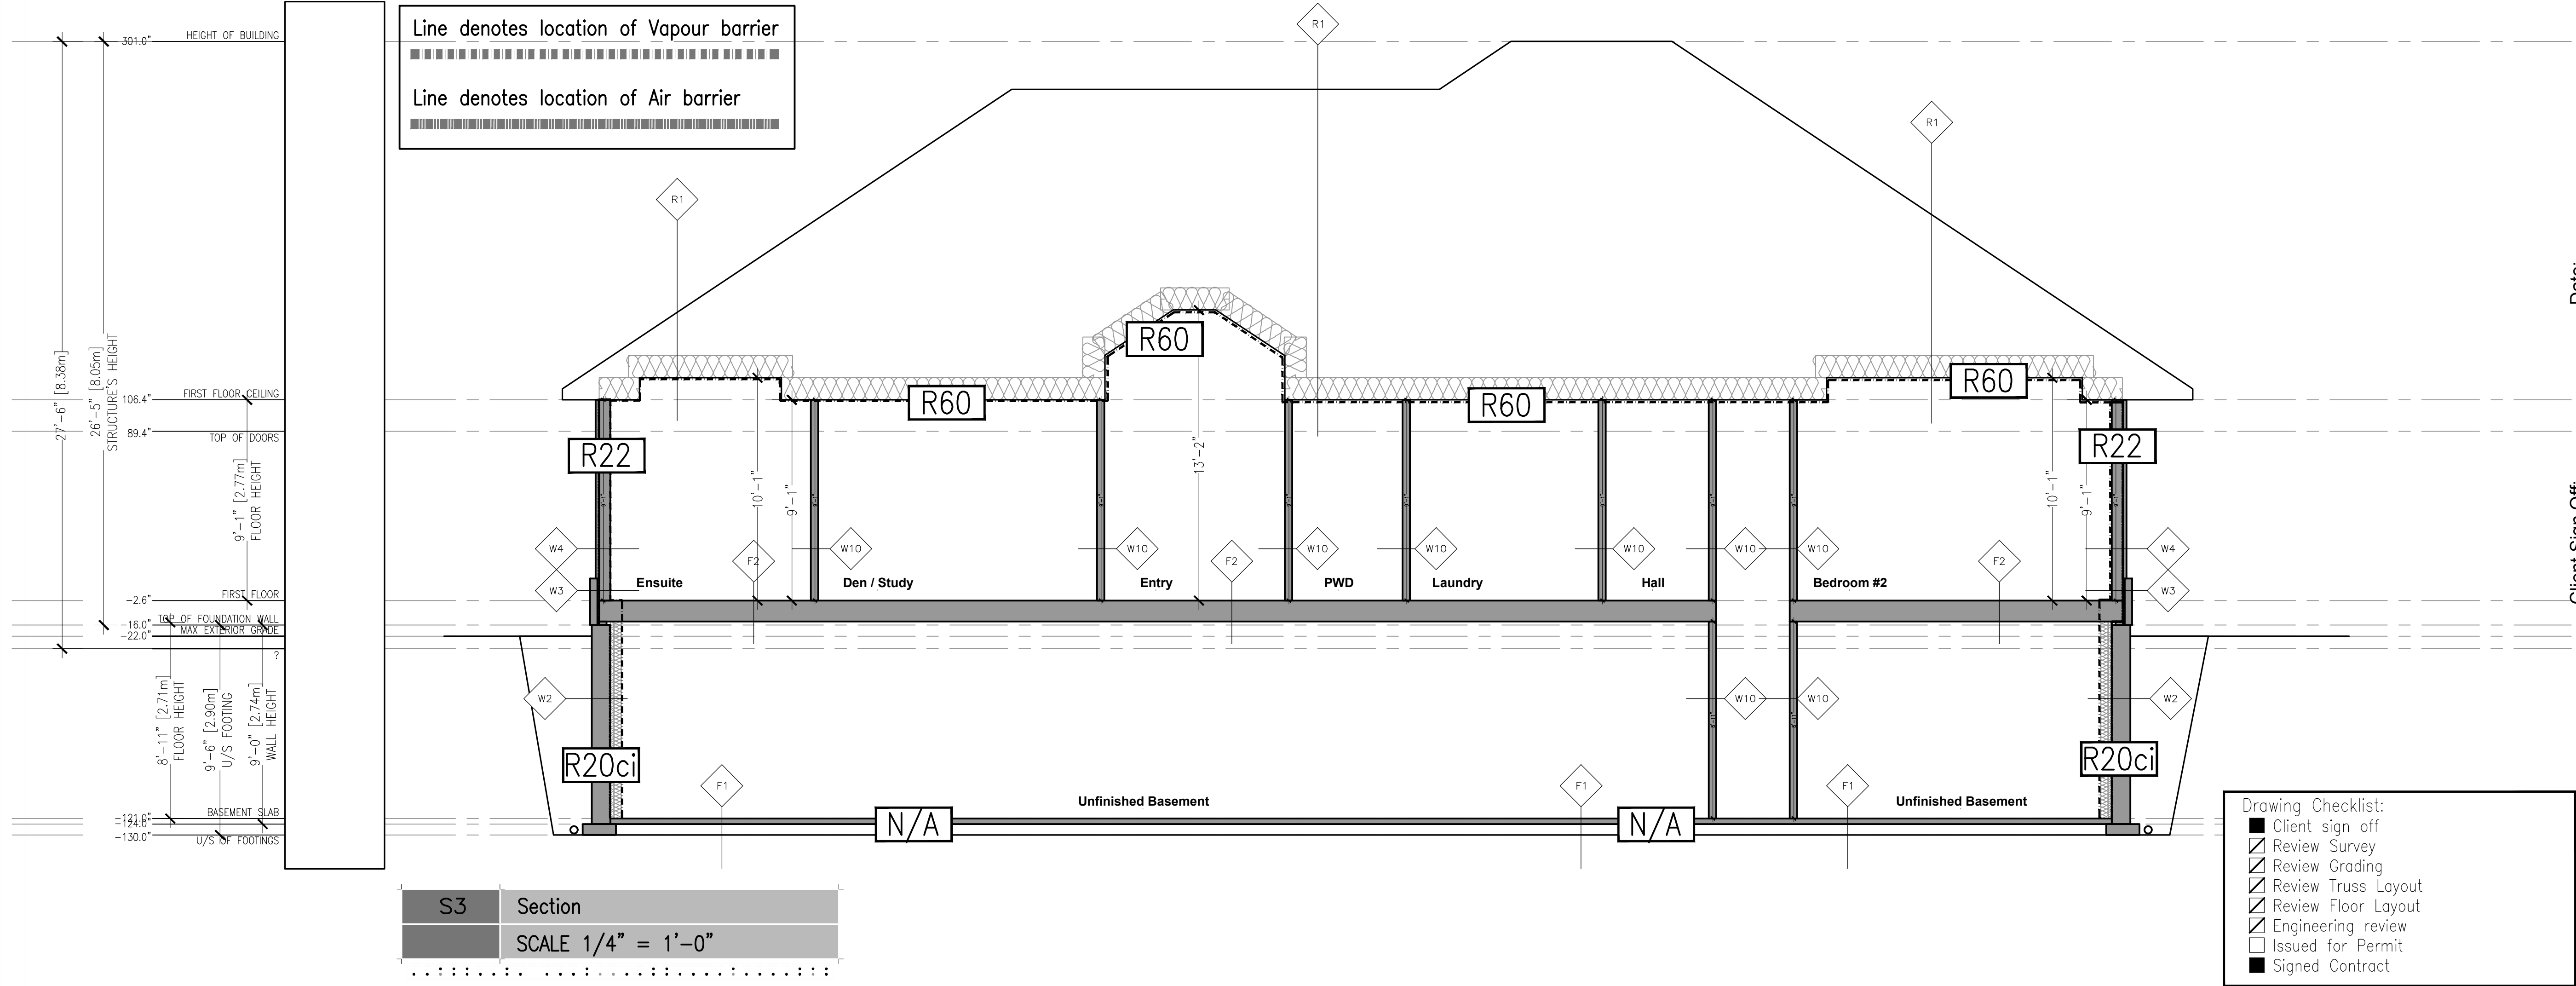 HEIGHT OF BUILDING
301.0"
27'-6" [8.38m]
26'-5" [8.05m]
STRUCTURE'S HEIGHT
FIRST FLOOR CEILING
106.4"
89.4"
TOP OF DOORS
9'-1" [2.77m]
FLOOR HEIGHT
FIRST FLOOR
-2.6"
TOP OF FOUNDATION WALL
-16.0"
MAX EXTERIOR GRADE
-22.0"
?
8'-11" [2.71m]
FLOOR HEIGHT
9'-6" [2.90m]
U/S FOOTING
9'-0" [2.74m]
WALL HEIGHT
BASEMENT SLAB
-121.0"
-124.0"
-130.0"
U/S OF FOOTINGS
Line denotes location of Vapour barrier
Line denotes location of Air barrier
R1
R1
R1
R60
R60
R60
R60
R22
R22
10'-1"
9'-1"
13'-2"
10'-1"
9'-1"
W4
F2
W10
W10
F2
W10
W10
W10
W10
W10
F2
W4
W3
Ensuite
Den / Study
Entry
PWD
Laundry
Hall
Bedroom #2
W3
W2
W10
W10
W2
R20ci
R20ci
F1
F1
F1
Unfinished Basement
Unfinished Basement
N/A
N/A
S3
Section
SCALE 1/4" = 1'-0"
Date:
Client Sign Off:
Drawing Checklist:
Client sign off
Review Survey
Review Grading
Review Truss Layout
Review Floor Layout
Engineering review
Issued for Permit
Signed Contract